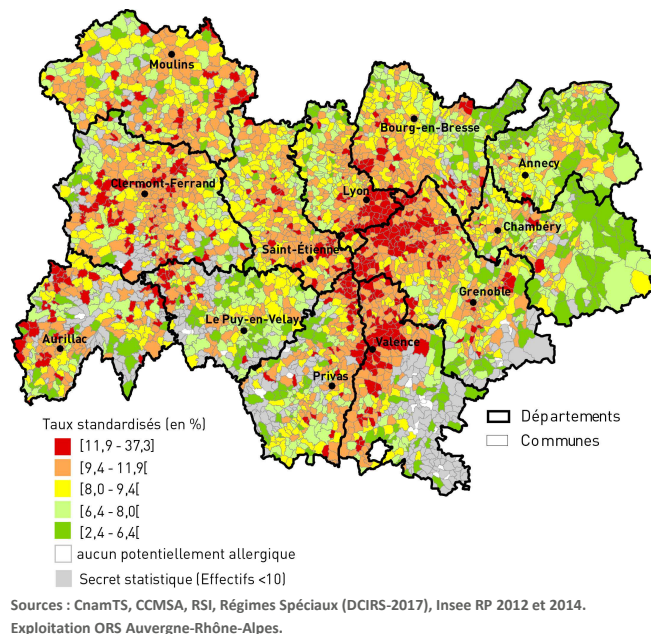 Moulins
Bourg-en-Bresse
Annecy
Clermont-Ferrand
Lyon
Chambéry
Saint-Étienne
Grenoble
Le Puy-en-Velay
Aurillac
Valence
Privas
Taux standardisés (en %)
[11,9 - 37,3]
[9,4 - 11,9[
[8,0 - 9,4[
[6,4 - 8,0[
[2,4 - 6,4[
aucun potentiellement allergique
Secret statistique (Effectifs <10)
Départements
Communes
Sources : CnamTS, CCMSA, RSI, Régimes Spéciaux (DCIRS-2017), Insee RP 2012 et 2014.
Exploitation ORS Auvergne-Rhône-Alpes.